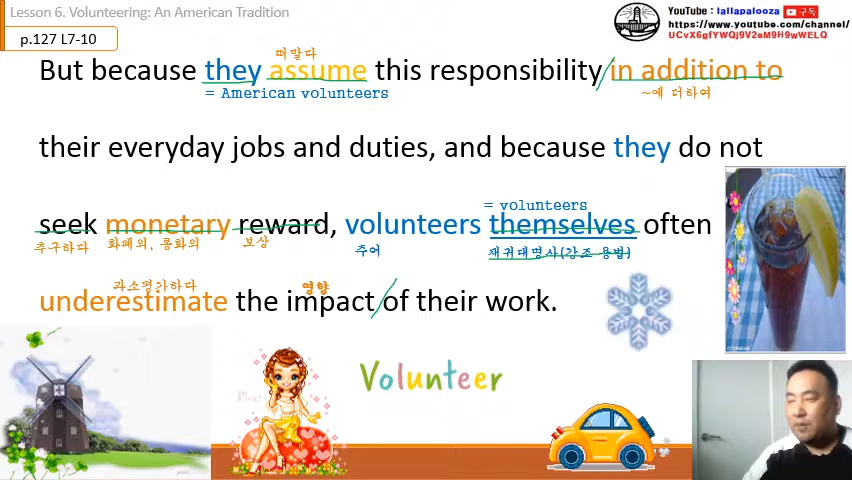 Lesson 6. Volunteering: An American Tradition
YouTube : lallapalooza 구독
https://www.youtube.com/channel/
UCvX6gfYWQj9V2eM9H9wWELQ
p.127 L7-10
떠맡다
But because they assume this responsibility in addition to
= American volunteers
~에 더하여
their everyday jobs and duties, and because they do not
= volunteers
seek monetary reward, volunteers themselves often
추구하다 화폐의, 통화의 보상 주어 재귀대명사(강조 용법)
과소평가하다 영향
underestimate the impact of their work.
Volunteer